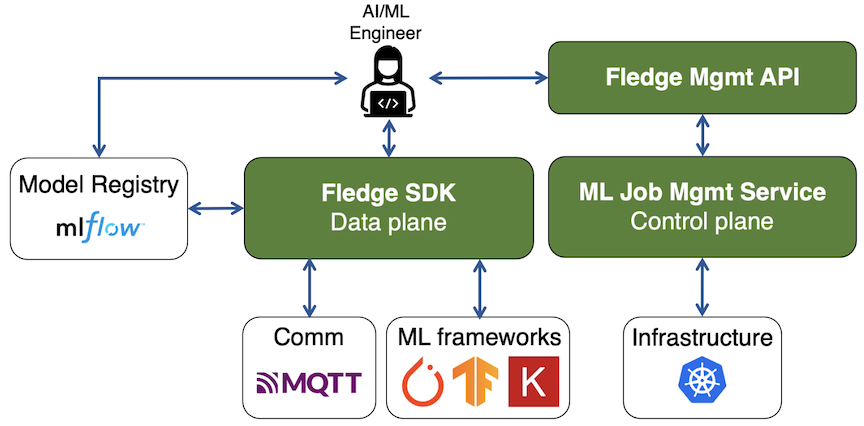 AI/ML
Engineer
</>
Fledge Mgmt API
Model Registry
mlflow™
Fledge SDK
Data plane
ML Job Mgmt Service
Control plane
Comm
MQTT
ML frameworks
K
Infrastructure